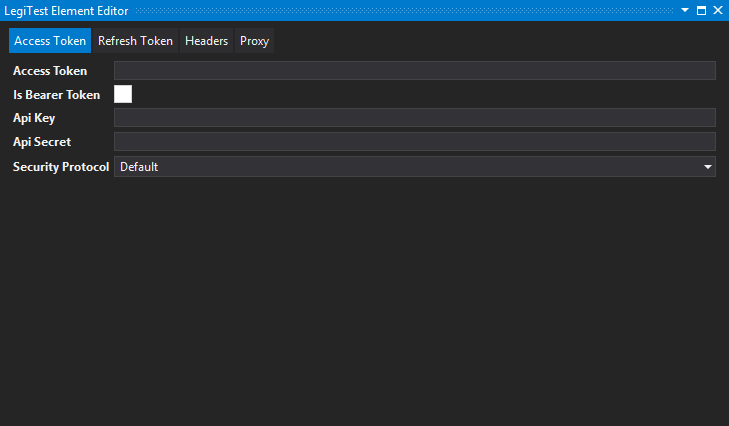 LegiTest Element Editor
Access Token Refresh Token Headers Proxy
Access Token
Is Bearer Token
Api Key
Api Secret
Security Protocol Default